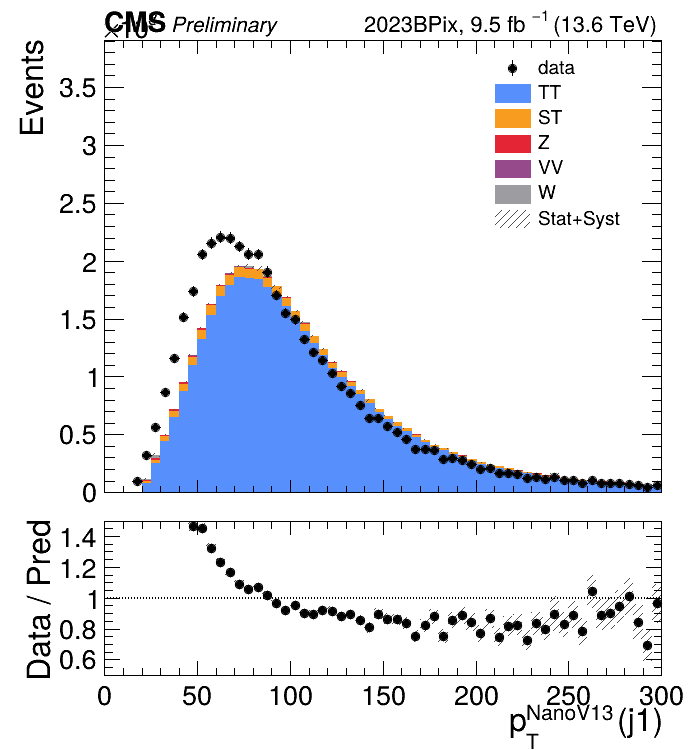 CMS Preliminary 2023BPix, 9.5 fb⁻¹ (13.6 TeV)
Events
3.5
3
2.5
2
1.5
1
0.5
0
data
TT
ST
Z
VV
W
Stat+Syst
Data / Pred
1.4
1.2
1
0.8
0.6
0 50 100 150 200 250 300
p_T^NanoV13 (j1)